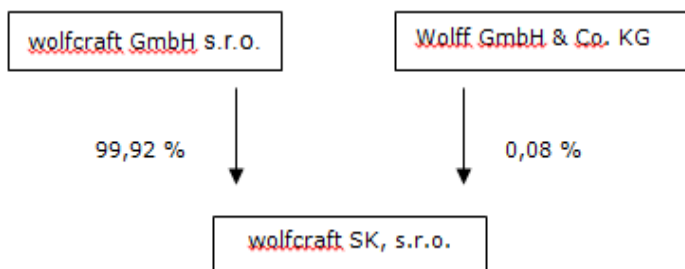 wolfcraft GmbH s.r.o.
Wolff GmbH & Co. KG
99,92 %
0,08 %
wolfcraft SK, s.r.o.